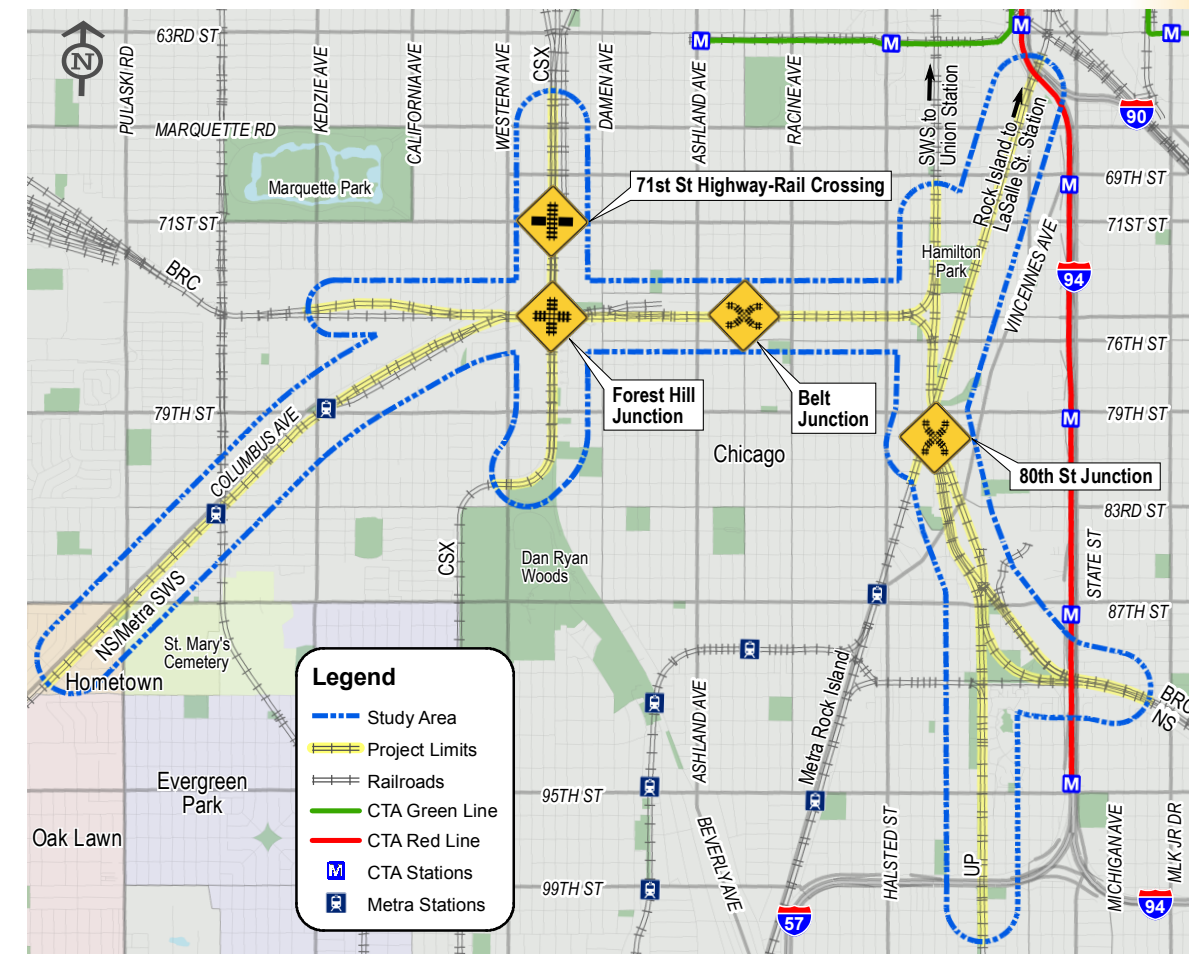 63RD ST
N
PULASKI RD
KEDZIE AVE
CALIFORNIA AVE
WESTERN AVE
CSX
DAMEN AVE
ASHLAND AVE
RACINE AVE
SWS to
Union Station
Rock Island to
LaSalle St. Station
M
M
M
M
90
MARQUETTE RD
Marquette Park
71st St Highway-Rail Crossing
69TH ST
M
71ST ST
71ST ST
Hamilton
Park
VINCENNES AVE
94
BRC
76TH ST
Forest Hill
Junction
Belt
Junction
79TH ST
79TH ST
M
COLUMBUS AVE
Chicago
80th St Junction
83RD ST
CSX
Dan Ryan
Woods
STATE ST
NS/Metra SWS
87TH ST
M
St. Mary's
Cemetery
Hometown
Metra Rock Island
BRC
NS
ASHLAND AVE
Legend
Study Area
Project Limits
Railroads
CTA Green Line
CTA Red Line
M
CTA Stations
Metra Stations
Evergreen
Park
Oak Lawn
95TH ST
M
BEVERLY AVE
HALSTED ST
UP
MICHIGAN AVE
MLK JR DR
99TH ST
57
94